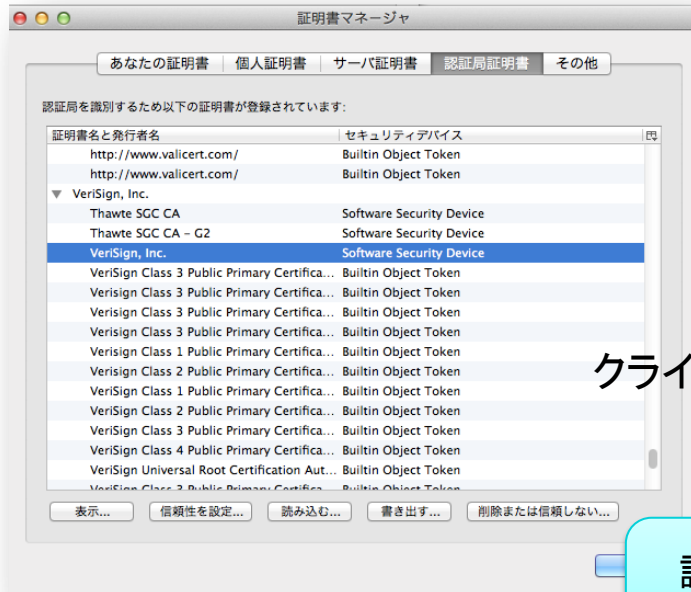 証明書マネージャ
あなたの証明書 個人証明書 サーバ証明書 認証局証明書 その他
認証局を識別するため以下の証明書が登録されています:
証明書名と発行者名 セキュリティデバイス
http://www.valicert.com/ Builtin Object Token
http://www.valicert.com/ Builtin Object Token
VeriSign, Inc.
Thawte SGC CA Software Security Device
Thawte SGC CA – G2 Software Security Device
VeriSign, Inc. Software Security Device
VeriSign Class 3 Public Primary Certifica... Builtin Object Token
Verisign Class 3 Public Primary Certifica... Builtin Object Token
VeriSign Class 3 Public Primary Certifica... Builtin Object Token
Verisign Class 3 Public Primary Certifica... Builtin Object Token
Verisign Class 1 Public Primary Certifica... Builtin Object Token
Verisign Class 2 Public Primary Certifica... Builtin Object Token
VeriSign Class 1 Public Primary Certifica... Builtin Object Token
VeriSign Class 2 Public Primary Certifica... Builtin Object Token
VeriSign Class 3 Public Primary Certifica... Builtin Object Token
VeriSign Class 4 Public Primary Certifica... Builtin Object Token
VeriSign Universal Root Certification Aut... Builtin Object Token
VeriSign Class 3 Public Primary Certifica... Builtin Object Token
クライ
表示... 信頼性を設定... 読み込む... 書き出す... 削除または信頼しない...